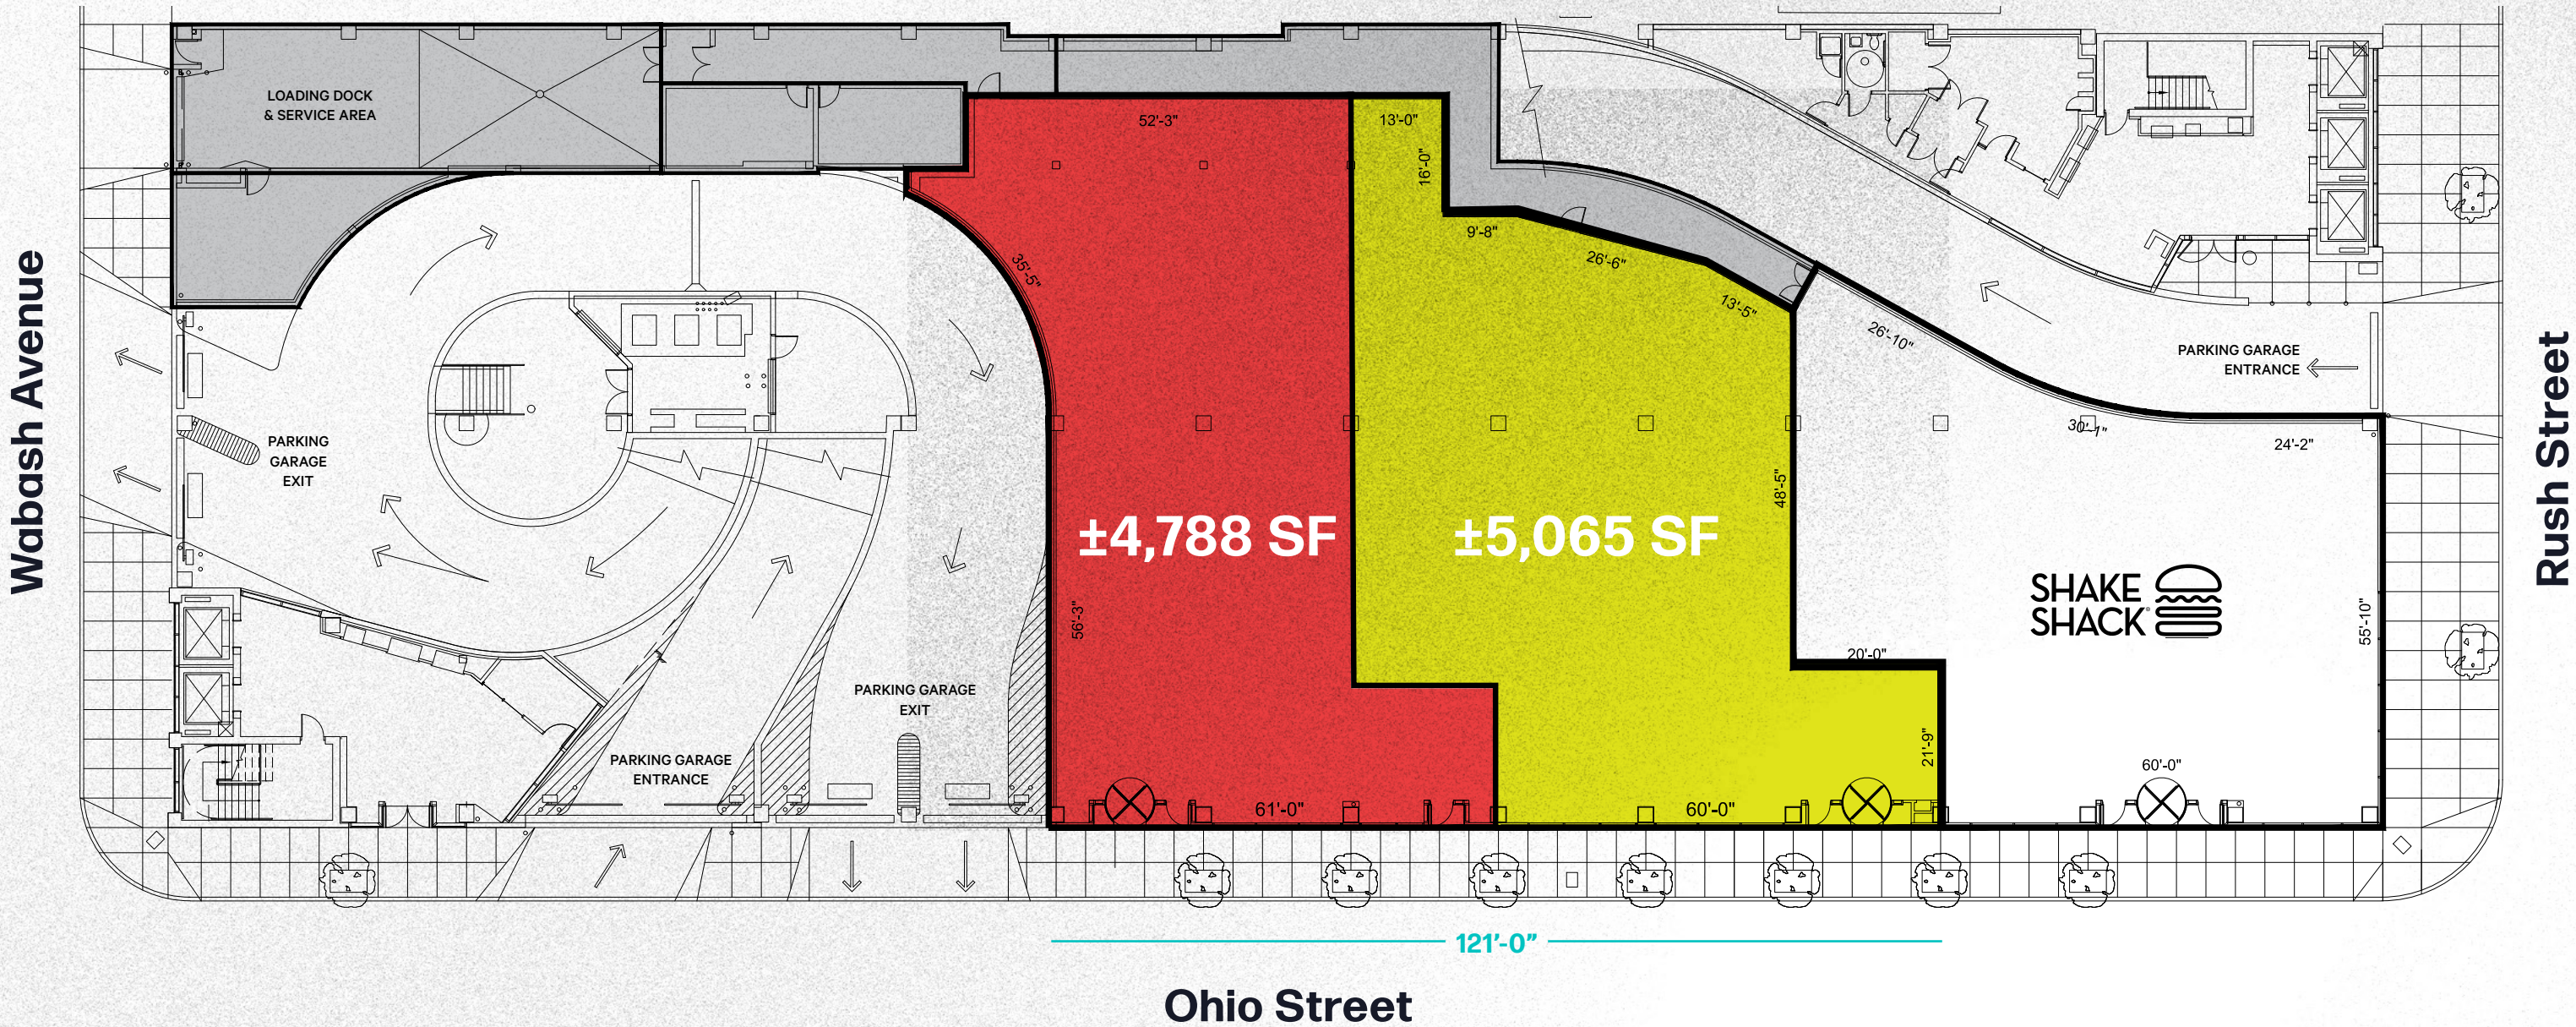 LOADING DOCK
& SERVICE AREA
52'-3"
13'-0"
16'-0"
9'-8"
26'-6"
13'-5"
35'-5"
26'-10"
PARKING GARAGE
ENTRANCE
30'-1"
24'-2"
Wabash Avenue
Rush Street
PARKING
GARAGE
EXIT
48'-5"
±4,788 SF
±5,065 SF
SHAKE
SHACK
56'-3"
55'-10"
20'-0"
PARKING GARAGE
EXIT
21'-9"
PARKING GARAGE
ENTRANCE
60'-0"
61'-0"
60'-0"
121'-0"
Ohio Street